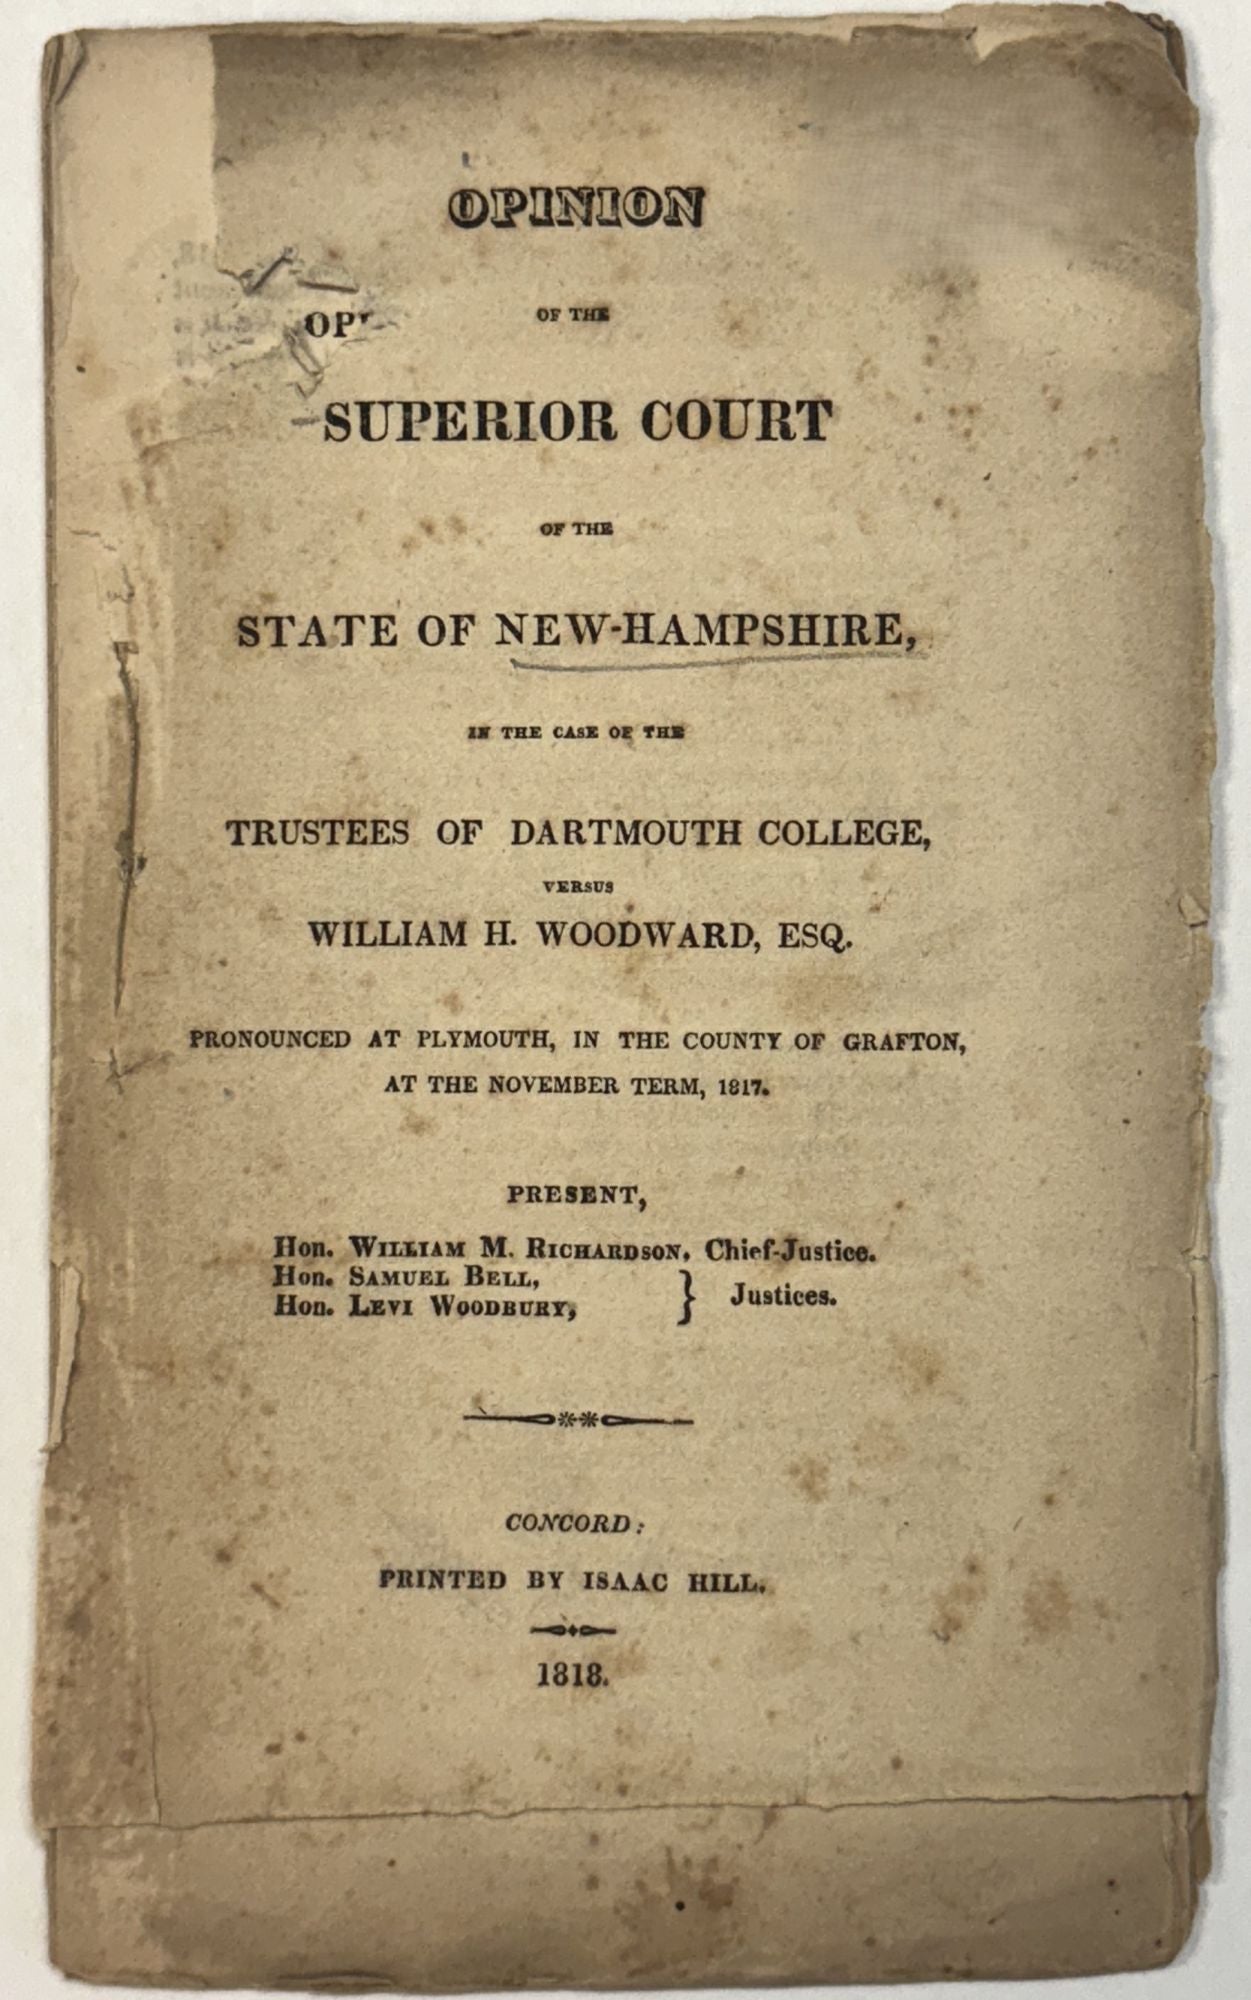 OPINION
OF THE
OP
SUPERIOR COURT
OF THE
STATE OF NEW-HAMPSHIRE,
IN THE CASE OF THE
TRUSTEES OF DARTMOUTH COLLEGE,
VERSUS
WILLIAM H. WOODWARD, ESQ.
PRONOUNCED AT PLYMOUTH, IN THE COUNTY OF GRAFTON,
AT THE NOVEMBER TERM, 1817.
PRESENT,
Hon. WILLIAM M. RICHARDSON, Chief-Justice.
Hon. SAMUEL BELL,
Hon. LEVI WOODBURY, } Justices.
CONCORD:
PRINTED BY ISAAC HILL.
1818.